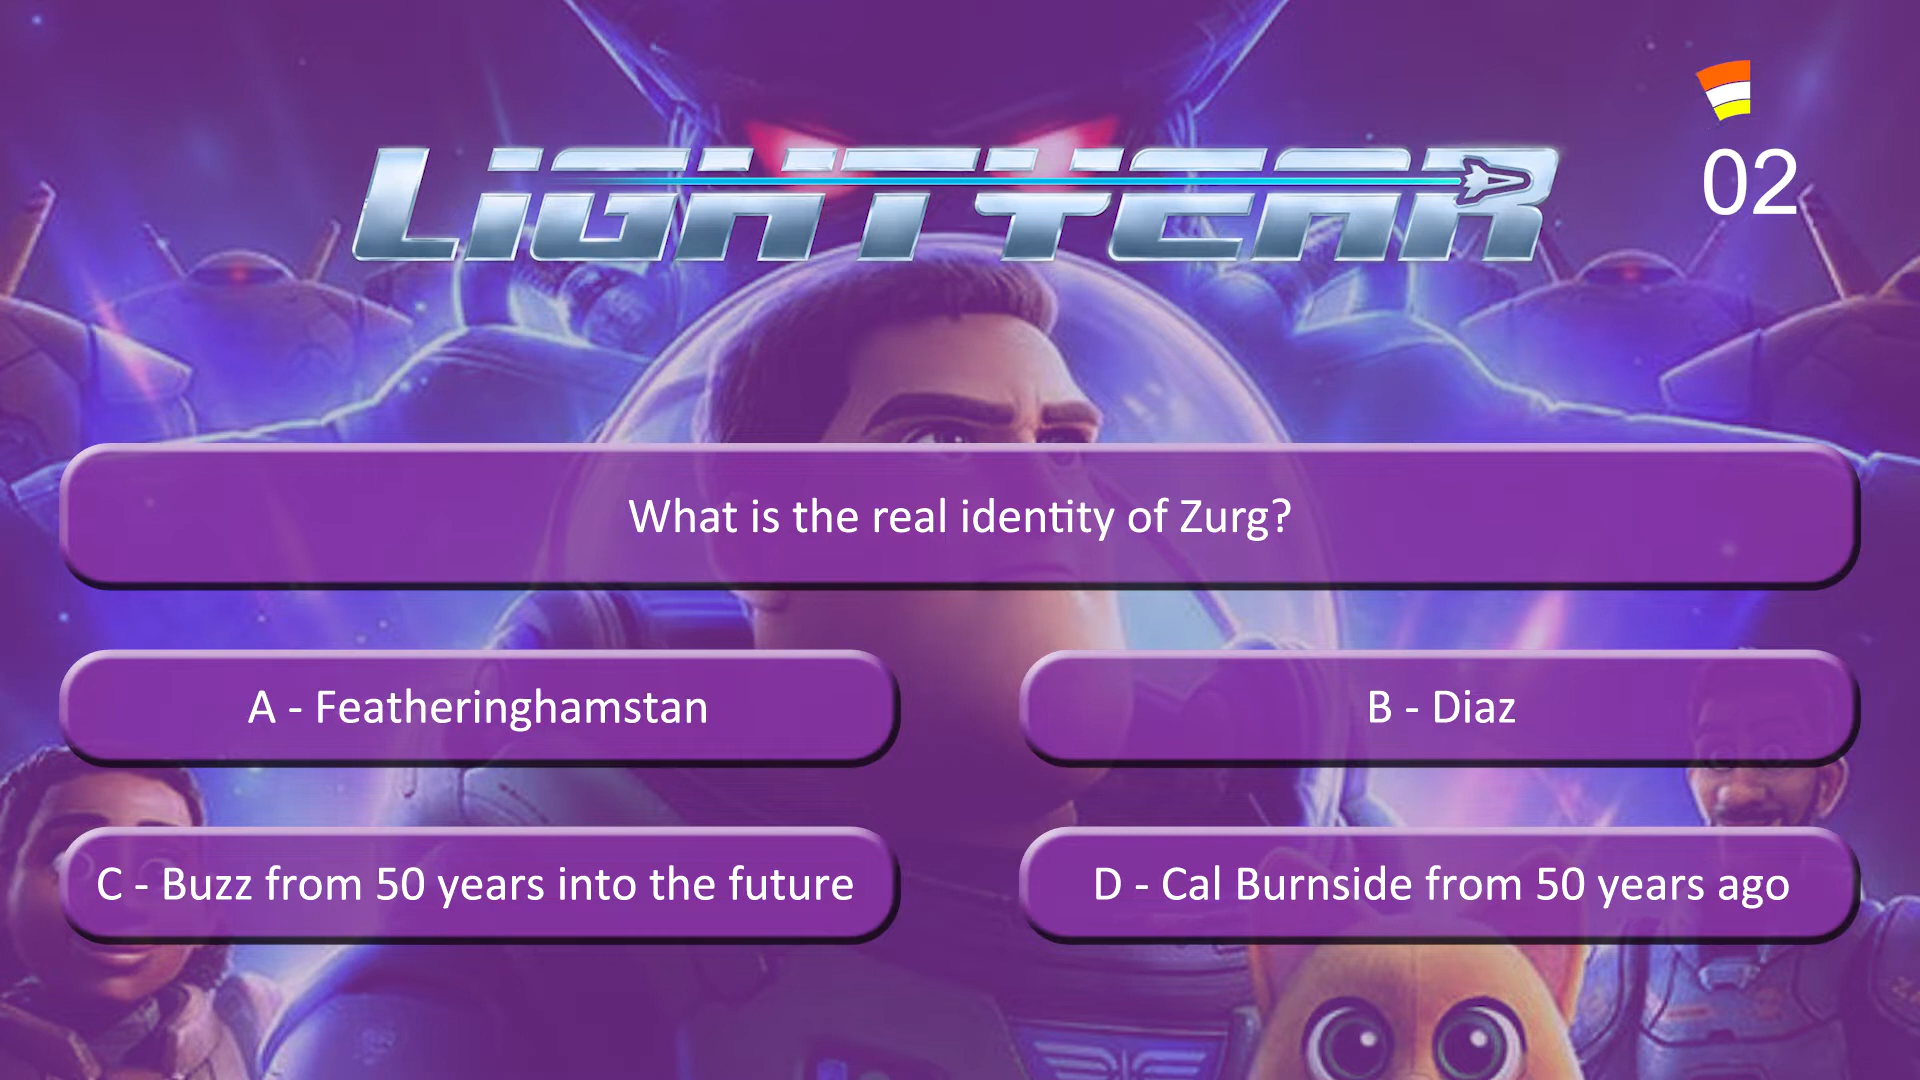 LiGHTYEAR
02
What is the real identity of Zurg?
A - Featheringhamstan
B - Diaz
C - Buzz from 50 years into the future
D - Cal Burnside from 50 years ago